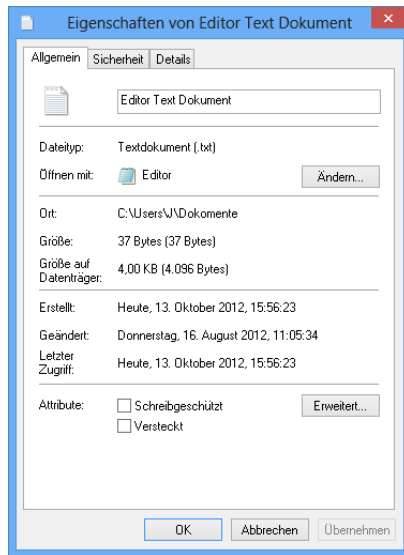 Eigenschaften von Editor Text Dokument
Allgemein Sicherheit Details
Editor Text Dokument
Dateityp: Textdokument (.txt)
Öffnen mit: Editor Ändern...
Ort: C:\Users\J\Dokomente
Größe: 37 Bytes (37 Bytes)
Größe auf
Datenträger: 4,00 KB (4.096 Bytes)
Erstellt: Heute, 13. Oktober 2012, 15:56:23
Geändert: Donnerstag, 16. August 2012, 11:05:34
Letzter
Zugriff: Heute, 13. Oktober 2012, 15:56:23
Attribute: Schreibgeschützt Erweitert...
Versteckt
OK Abbrechen Übernehmen